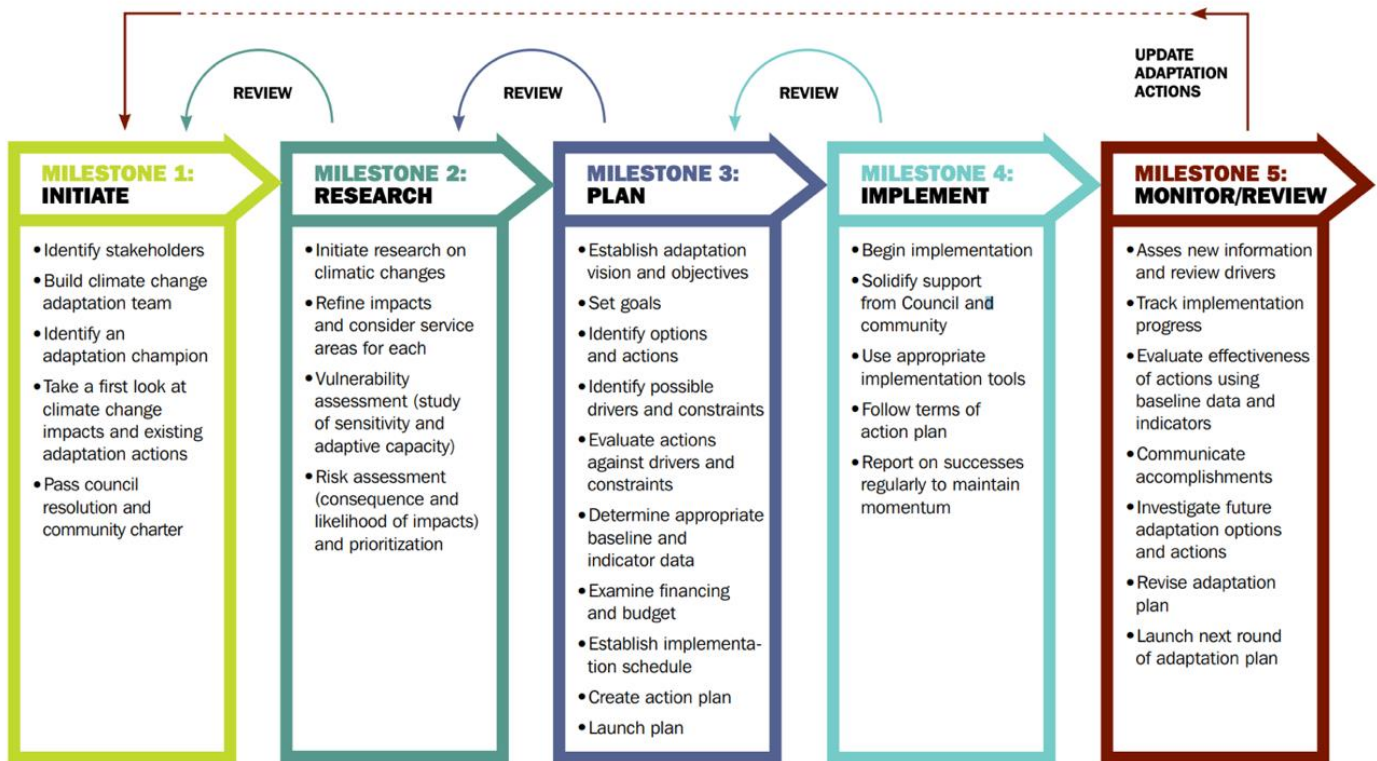 UPDATE
ADAPTATION
ACTIONS
REVIEW
REVIEW
REVIEW
MILESTONE 1:
INITIATE
• Identify stakeholders
• Build climate change
adaptation team
• Identify an
adaptation champion
• Take a first look at
climate change
impacts and existing
adaptation actions
• Pass council
resolution and
community charter
MILESTONE 2:
RESEARCH
• Initiate research on
climatic changes
• Refine impacts
and consider service
areas for each
• Vulnerability
assessment (study
of sensitivity and
adaptive capacity)
• Risk assessment
(consequence and
likelihood of impacts)
and prioritization
MILESTONE 3:
PLAN
• Establish adaptation
vision and objectives
• Set goals
• Identify options
and actions
• Identify possible
drivers and constraints
• Evaluate actions
against drivers and
constraints
• Determine appropriate
baseline and
indicator data
• Examine financing
and budget
• Establish implementa-
tion schedule
• Create action plan
• Launch plan
MILESTONE 4:
IMPLEMENT
• Begin implementation
• Solidify support
from Council and
community
• Use appropriate
implementation tools
• Follow terms of
action plan
• Report on successes
regularly to maintain
momentum
MILESTONE 5:
MONITOR/REVIEW
• Asses new information
and review drivers
• Track implementation
progress
• Evaluate effectiveness
of actions using
baseline data and
indicators
• Communicate
accomplishments
• Investigate future
adaptation options
and actions
• Revise adaptation
plan
• Launch next round
of adaptation plan